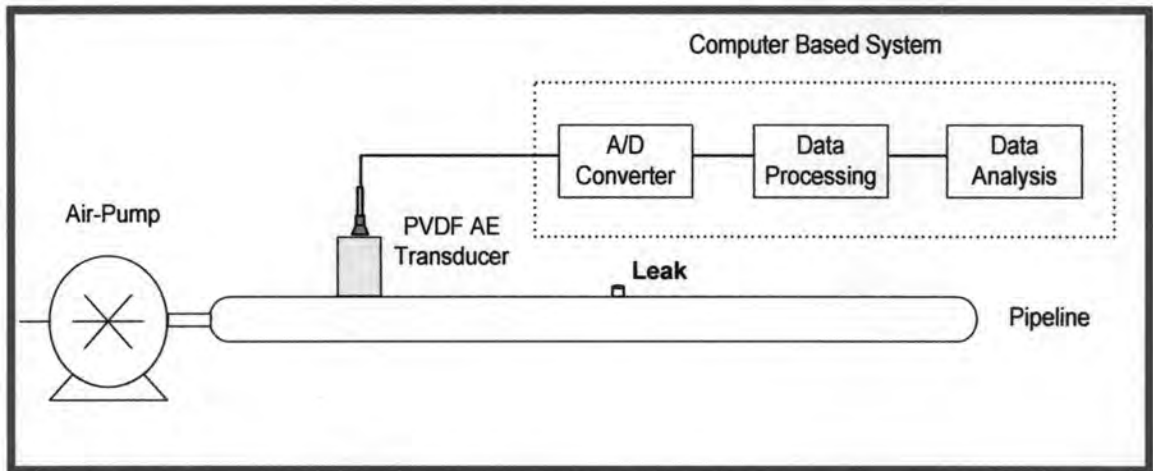 Computer Based System
A/D
Converter
Data
Processing
Data
Analysis
Air-Pump
PVDF AE
Transducer
Leak
Pipeline